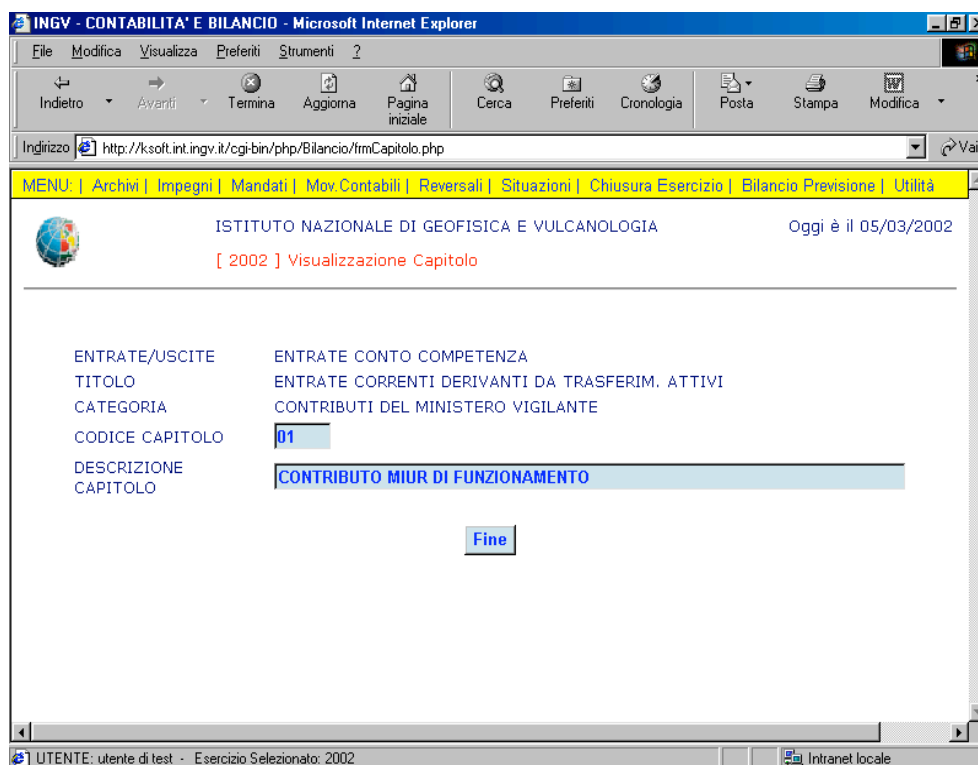 INGV - CONTABILITA' E BILANCIO - Microsoft Internet Explorer
File Modifica Visualizza Preferiti Strumenti ?
Indietro Avanti Termina Aggiorna Pagina iniziale Cerca Preferiti Cronologia Posta Stampa Modifica
Indirizzo http://ksoft.int.ingv.it/cgi-bin/php/Bilancio/frmCapitolo.php Vai
MENU: | Archivi | Impegni | Mandati | Mov.Contabili | Reversali | Situazioni | Chiusura Esercizio | Bilancio Previsione | Utilità
ISTITUTO NAZIONALE DI GEOFISICA E VULCANOLOGIA Oggi è il 05/03/2002
[ 2002 ] Visualizzazione Capitolo
ENTRATE/USCITE ENTRATE CONTO COMPETENZA
TITOLO ENTRATE CORRENTI DERIVANTI DA TRASFERIM. ATTIVI
CATEGORIA CONTRIBUTI DEL MINISTERO VIGILANTE
CODICE CAPITOLO 01
DESCRIZIONE
CAPITOLO CONTRIBUTO MIUR DI FUNZIONAMENTO
Fine
UTENTE: utente di test - Esercizio Selezionato: 2002 Intranet locale